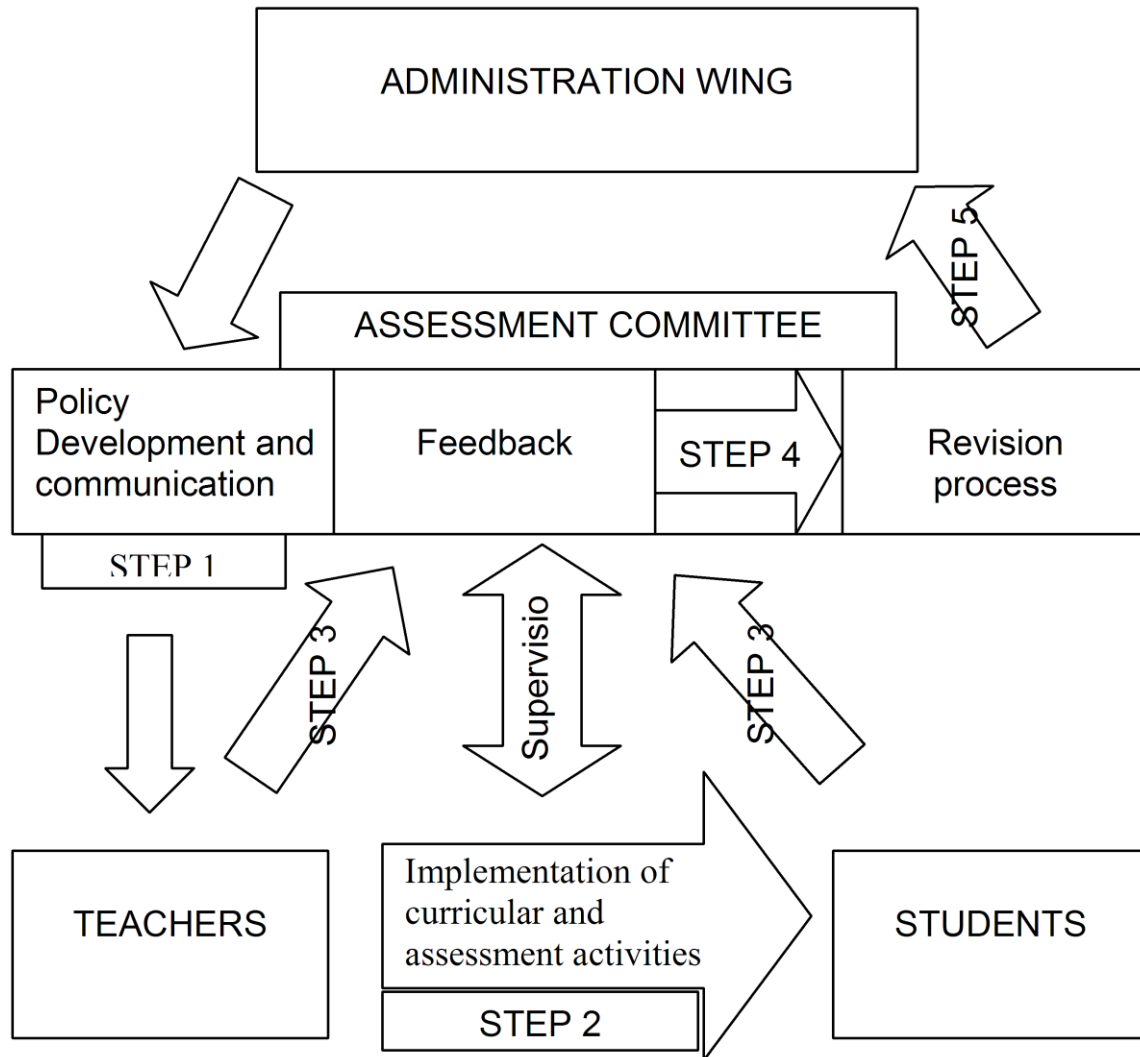 ADMINISTRATION WING
STEP 5
ASSESSMENT COMMITTEE
Policy
Development and
communication
Feedback
STEP 4
Revision
process
STEP 1
STEP 3
Supervisio
STEP 3
TEACHERS
Implementation of
curricular and
assessment activities
STEP 2
STUDENTS